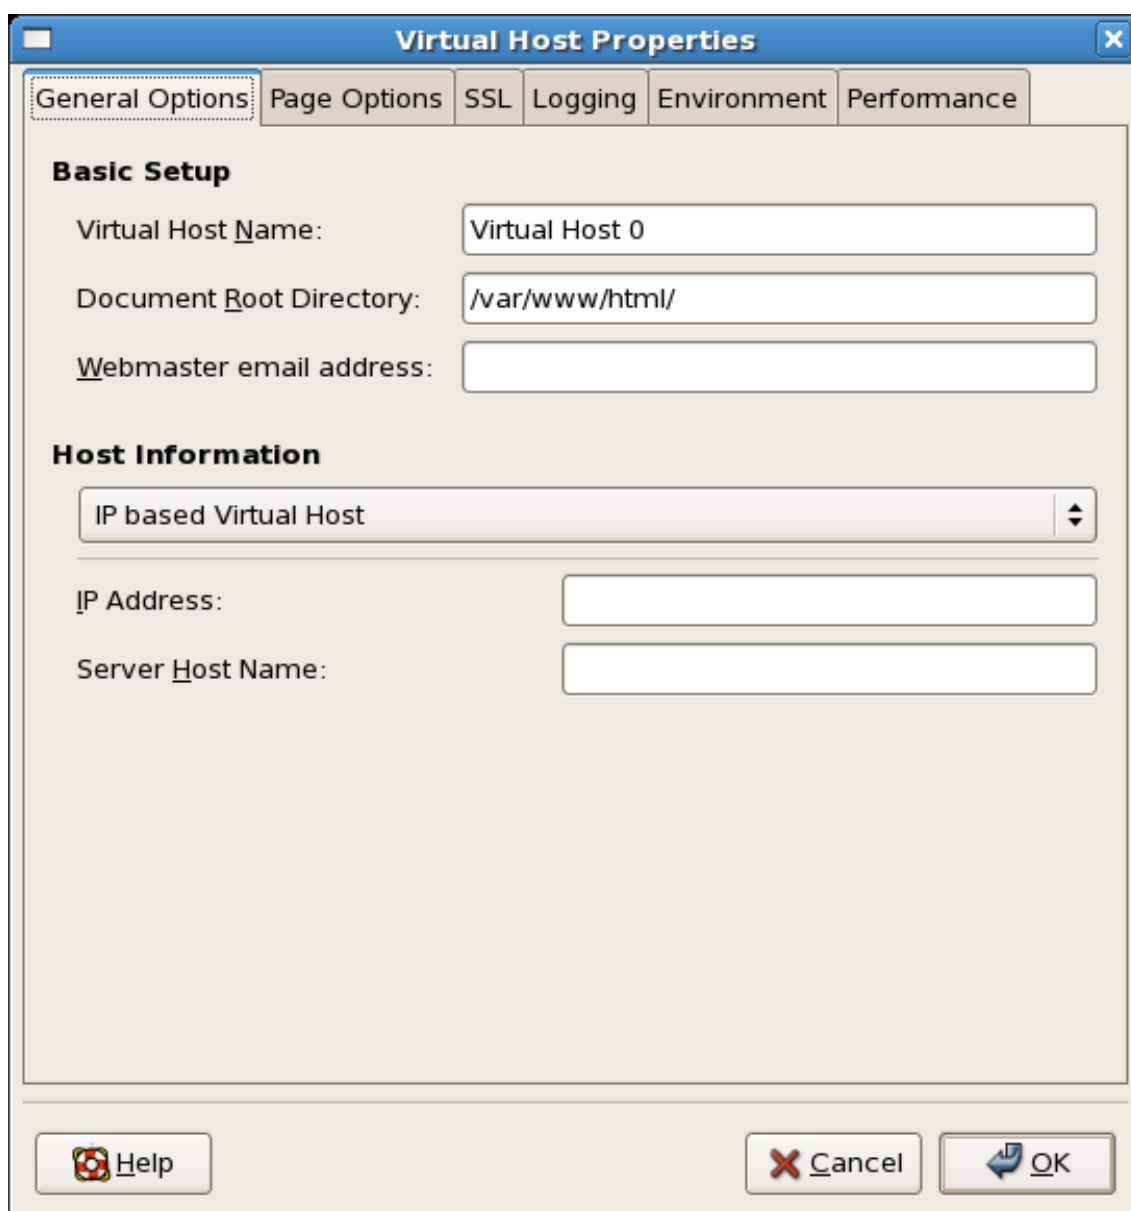 Virtual Host Properties
General Options Page Options SSL Logging Environment Performance
Basic Setup
Virtual Host Name: Virtual Host 0
Document Root Directory: /var/www/html/
Webmaster email address:
Host Information
IP based Virtual Host
IP Address:
Server Host Name:
Help Cancel OK